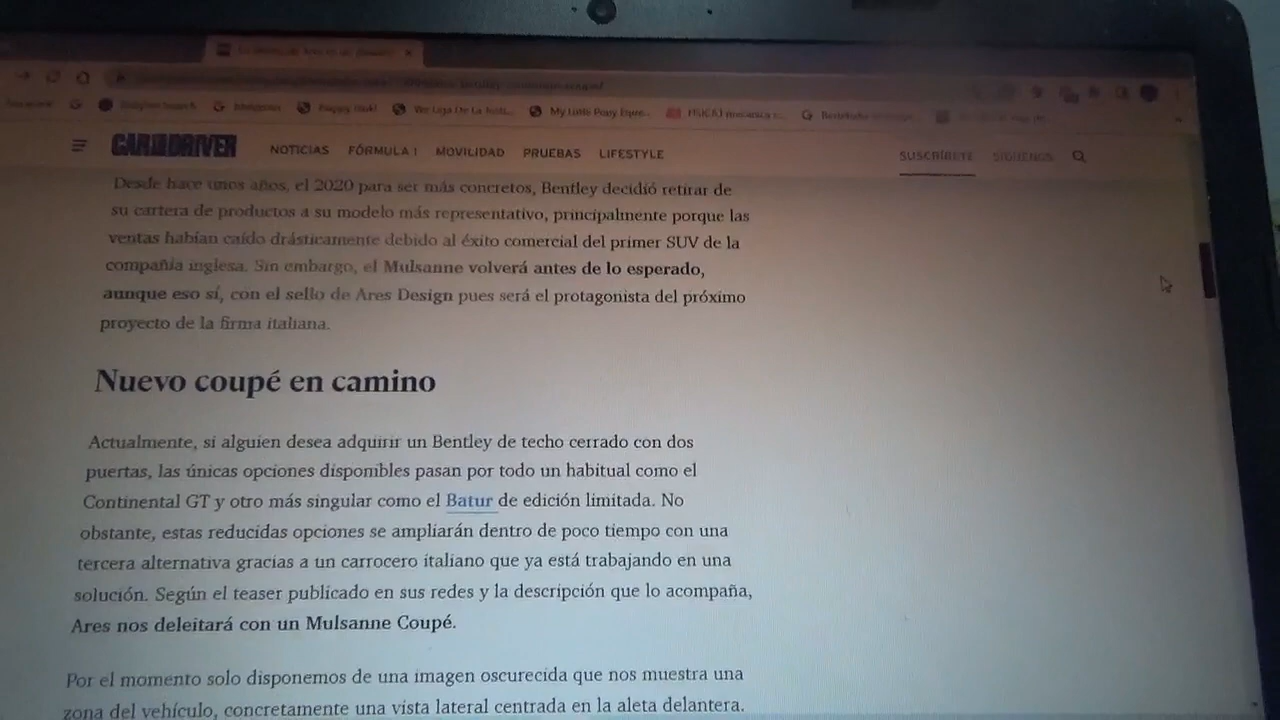 My Little Pony Eque...
CAR AND DRIVER
NOTICIAS FÓRMULA 1 MOVILIDAD PRUEBAS LIFESTYLE
SUSCRÍBETE SÍGUENOS
Desde hace unos años, el 2020 para ser más concretos, Bentley decidió retirar de
su cartera de productos a su modelo más representativo, principalmente porque las
ventas habían caído drásticamente debido al éxito comercial del primer SUV de la
compañía inglesa. Sin embargo, el Mulsanne volverá antes de lo esperado,
aunque eso sí, con el sello de Ares Design pues será el protagonista del próximo
proyecto de la firma italiana.
Nuevo coupé en camino
Actualmente, si alguien desea adquirir un Bentley de techo cerrado con dos
puertas, las únicas opciones disponibles pasan por todo un habitual como el
Continental GT y otro más singular como el Batur de edición limitada. No
obstante, estas reducidas opciones se ampliarán dentro de poco tiempo con una
tercera alternativa gracias a un carrocero italiano que ya está trabajando en una
solución. Según el teaser publicado en sus redes y la descripción que lo acompaña,
Ares nos deleitará con un Mulsanne Coupé.
Por el momento solo disponemos de una imagen oscurecida que nos muestra una
zona del vehículo, concretamente una vista lateral centrada en la aleta delantera.